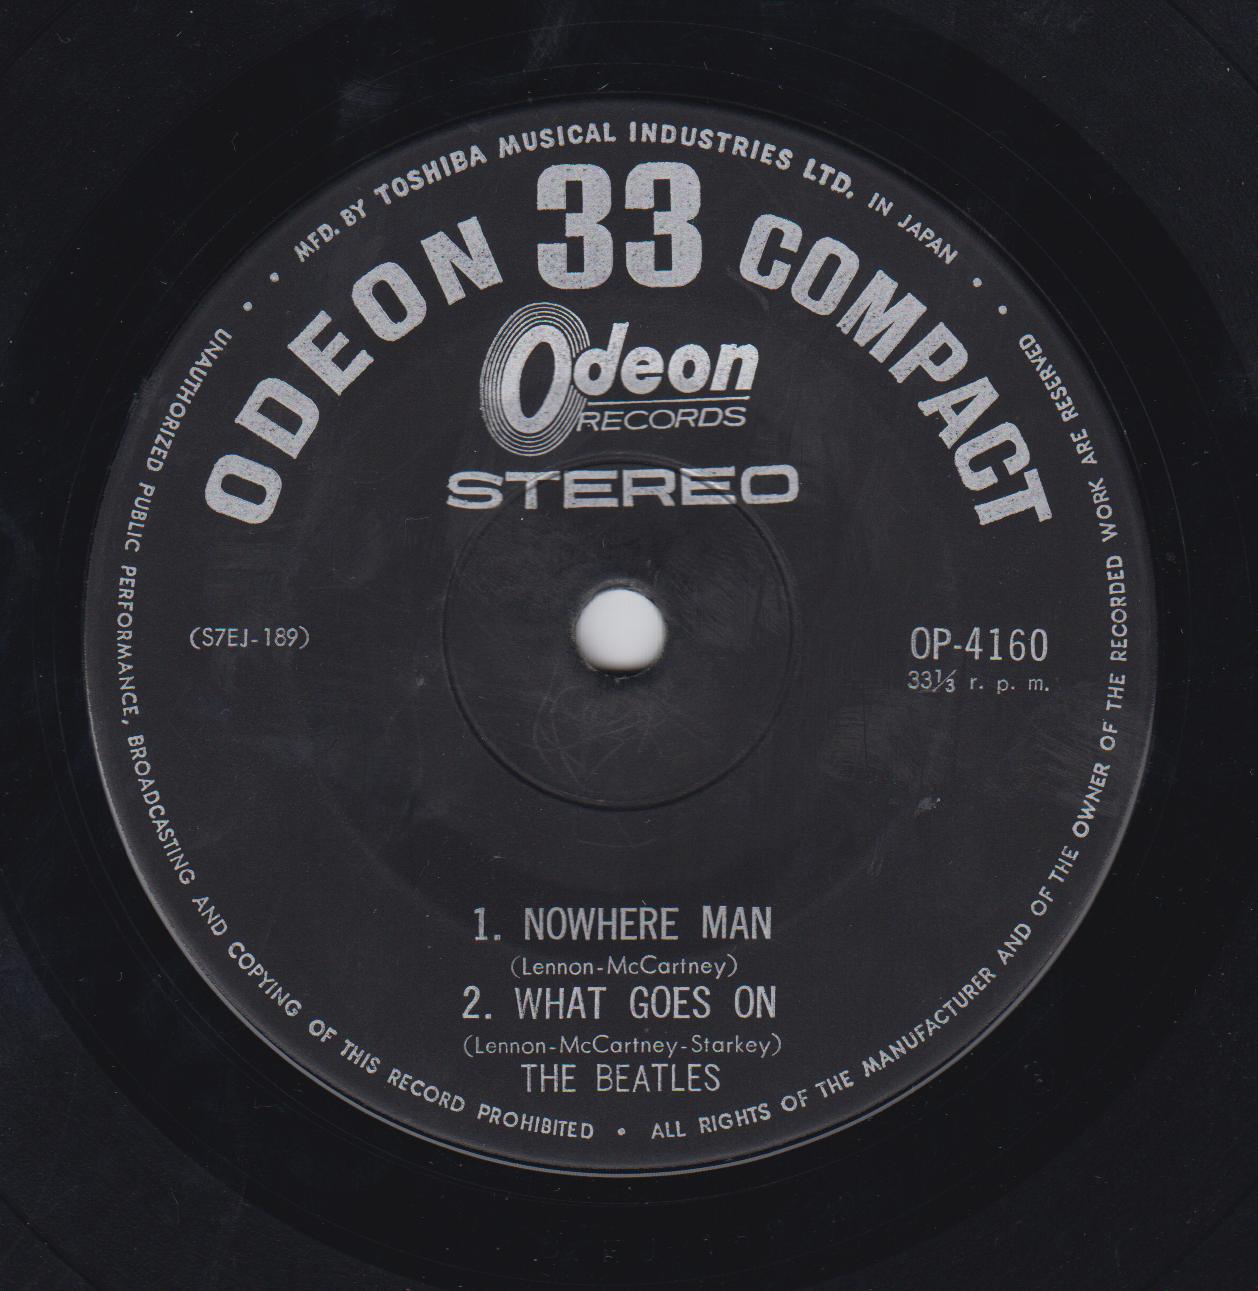 MFD. BY TOSHIBA MUSICAL INDUSTRIES LTD. IN JAPAN
ODEON 33 COMPACT
Odeon
RECORDS
STEREO
(S7EJ-189)
OP-4160
33⅓ r. p. m.
1. NOWHERE MAN
(Lennon-McCartney)
2. WHAT GOES ON
(Lennon-McCartney-Starkey)
THE BEATLES
UNAUTHORIZED PUBLIC PERFORMANCE, BROADCASTING AND COPYING OF THIS RECORD PROHIBITED • ALL RIGHTS OF THE MANUFACTURER AND OF THE OWNER OF THE RECORDED WORK ARE RESERVED